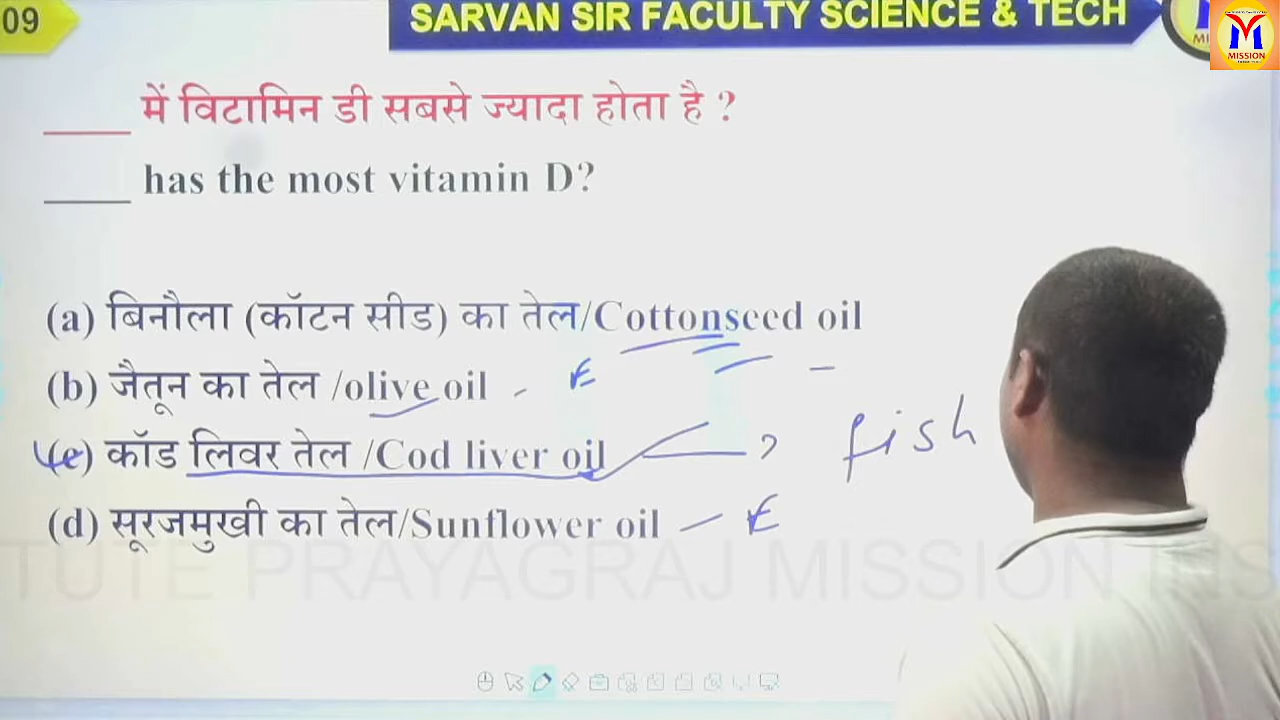 09
SARVAN SIR FACULTY SCIENCE & TECH
MISSION
____ में विटामिन डी सबसे ज्यादा होता है ?
____ has the most vitamin D?
(a) बिनौला (कॉटन सीड) का तेल/Cottonseed oil
(b) जैतून का तेल /olive oil - E
(c) कॉड लिवर तेल /Cod liver oil fish
(d) सूरजमुखी का तेल/Sunflower oil - E
TUTE PRAYAGRAJ MISSION INS